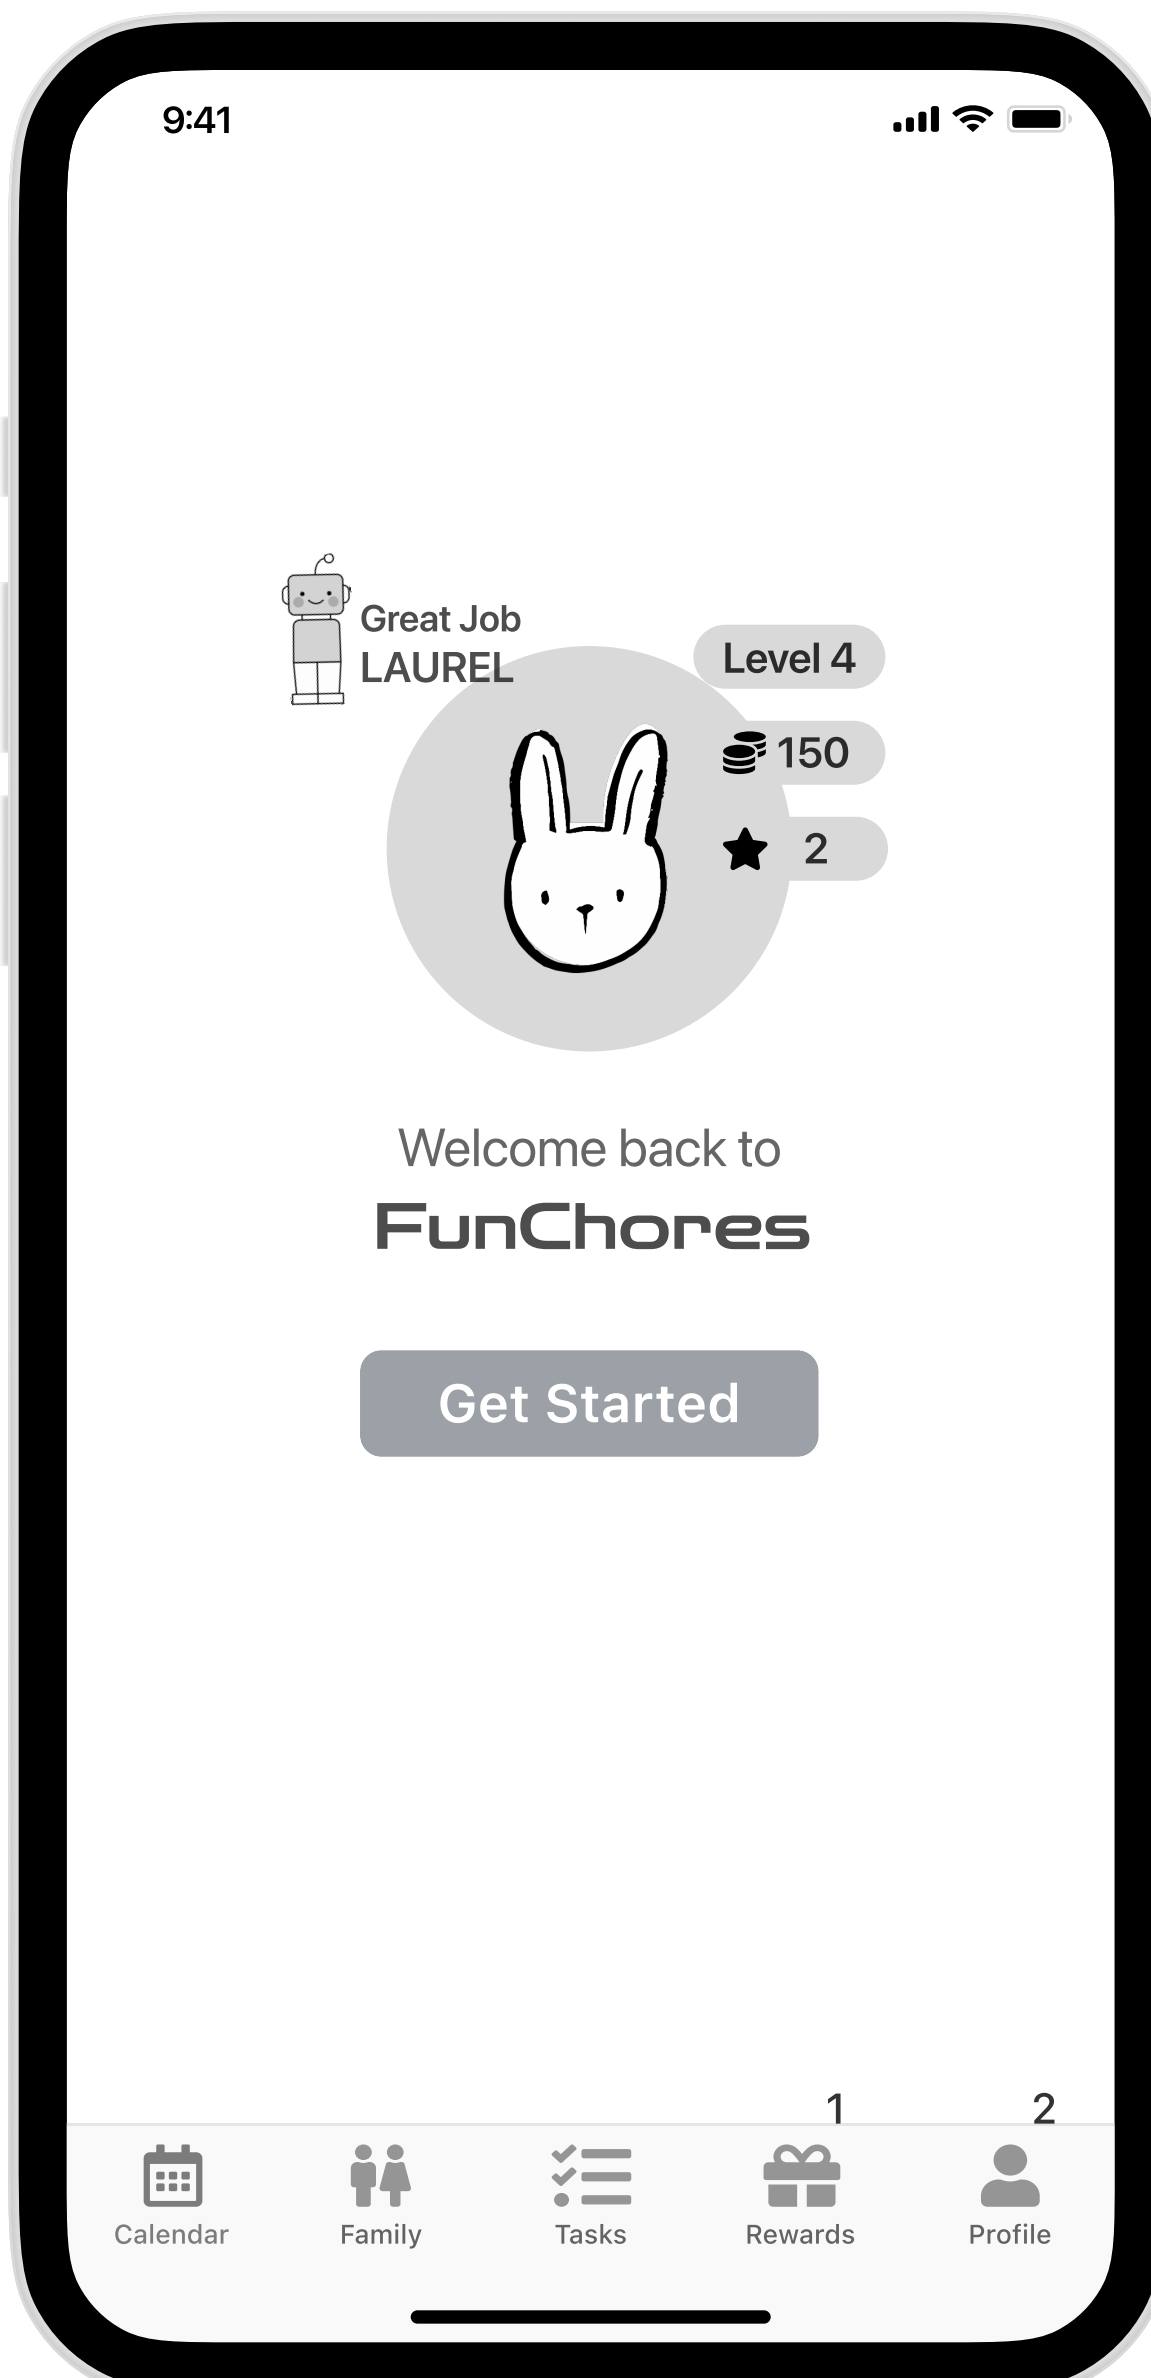 9:41
Great Job
LAUREL
Level 4
150
2
Welcome back to
FunChores
Get Started
1
2
Calendar
Family
Tasks
Rewards
Profile